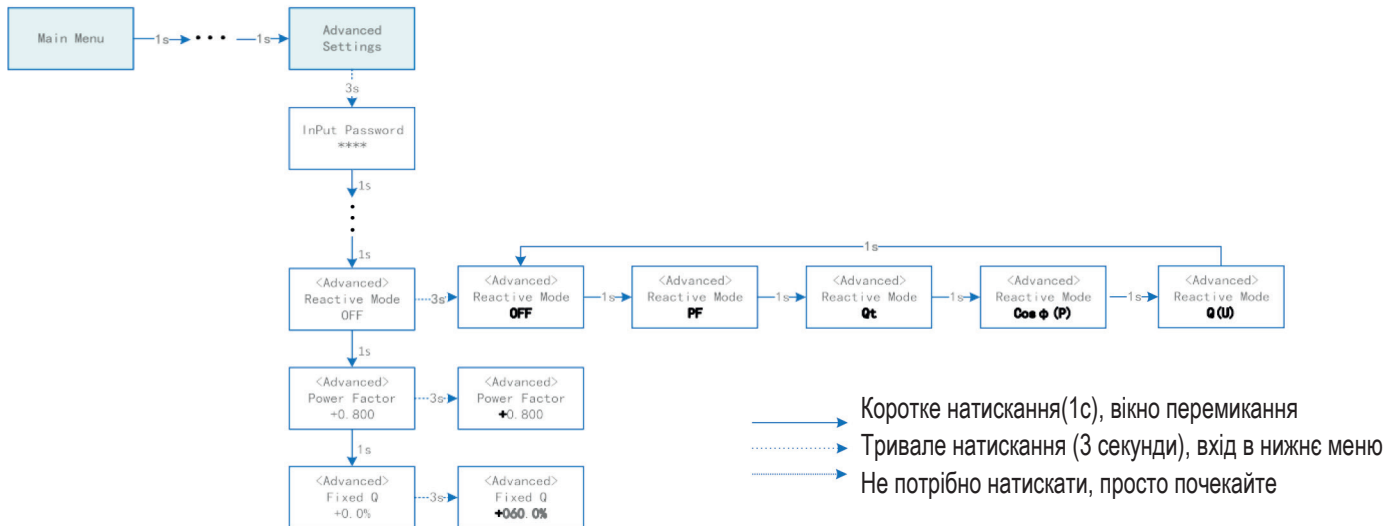 Main Menu
1s
1s
Advanced
Settings
3s
InPut Password
****
1s
1s
1s
<Advanced>
Reactive Mode
OFF
3s
<Advanced>
Reactive Mode
OFF
1s
<Advanced>
Reactive Mode
PF
1s
<Advanced>
Reactive Mode
Qt
1s
<Advanced>
Reactive Mode
Cos φ (P)
1s
<Advanced>
Reactive Mode
Q(U)
1s
<Advanced>
Power Factor
+0.800
3s
<Advanced>
Power Factor
+0.800
1s
<Advanced>
Fixed Q
+0.0%
3s
<Advanced>
Fixed Q
+060.0%
Коротке натискання(1с), вікно перемикання
Тривале натискання (3 секунди), вхід в нижнє меню
Не потрібно натискати, просто почекайте